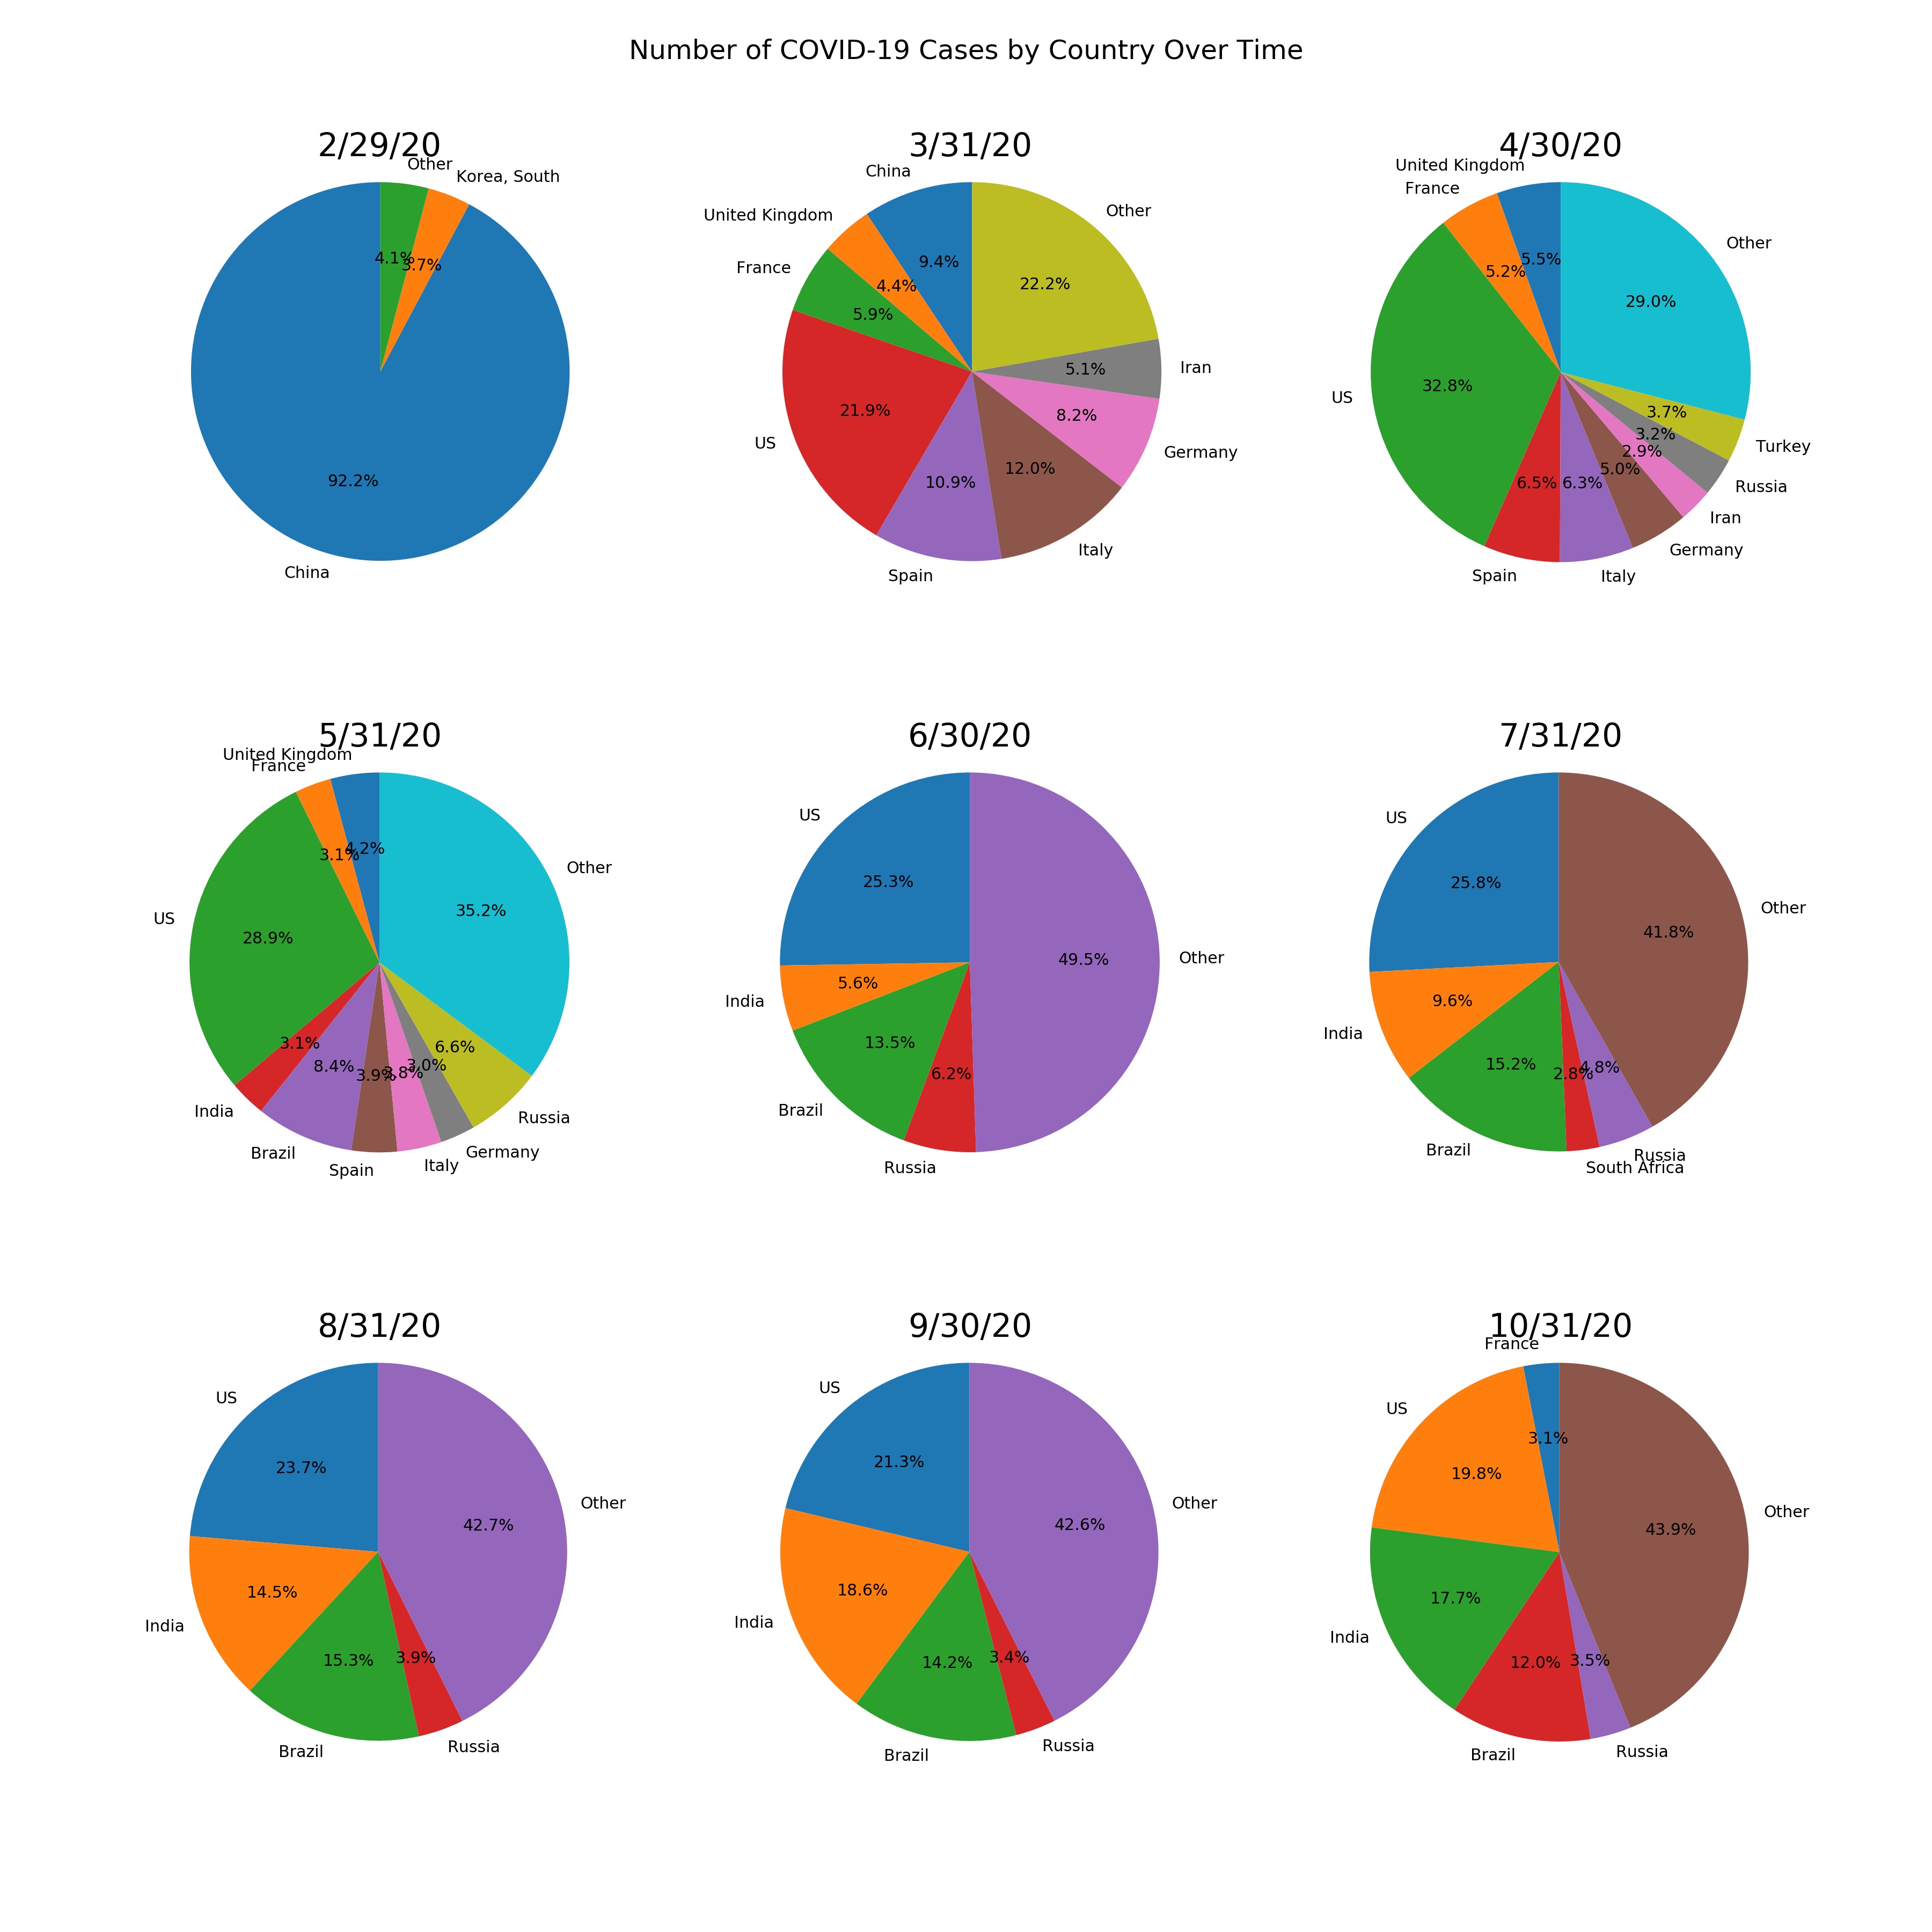 Number of COVID-19 Cases by Country Over Time
2/29/20
Other
Korea, South
4.1%
3.7%
92.2%
China
3/31/20
China
United Kingdom
Other
France
9.4%
4.4%
22.2%
5.9%
Iran
5.1%
21.9%
8.2%
US
Germany
10.9%
12.0%
Italy
Spain
4/30/20
United Kingdom
France
Other
5.5%
5.2%
29.0%
32.8%
US
3.7%
3.2%
2.9%
Turkey
5.0%
6.5%
6.3%
Russia
Iran
Germany
Spain
Italy
5/31/20
United Kingdom
France
4.2%
3.1%
Other
35.2%
US
28.9%
3.1%
6.6%
8.4%
3.9%
3.8%
3.0%
India
Russia
Brazil
Spain
Italy
Germany
6/30/20
US
25.3%
49.5%
Other
5.6%
India
13.5%
6.2%
Brazil
Russia
7/31/20
US
25.8%
Other
41.8%
9.6%
India
15.2%
2.8%
4.8%
Brazil
Russia
South Africa
8/31/20
US
23.7%
Other
42.7%
14.5%
India
15.3%
3.9%
Brazil
Russia
9/30/20
US
21.3%
Other
42.6%
18.6%
India
14.2%
3.4%
Brazil
Russia
10/31/20
France
US
3.1%
19.8%
Other
43.9%
17.7%
India
12.0%
3.5%
Brazil
Russia